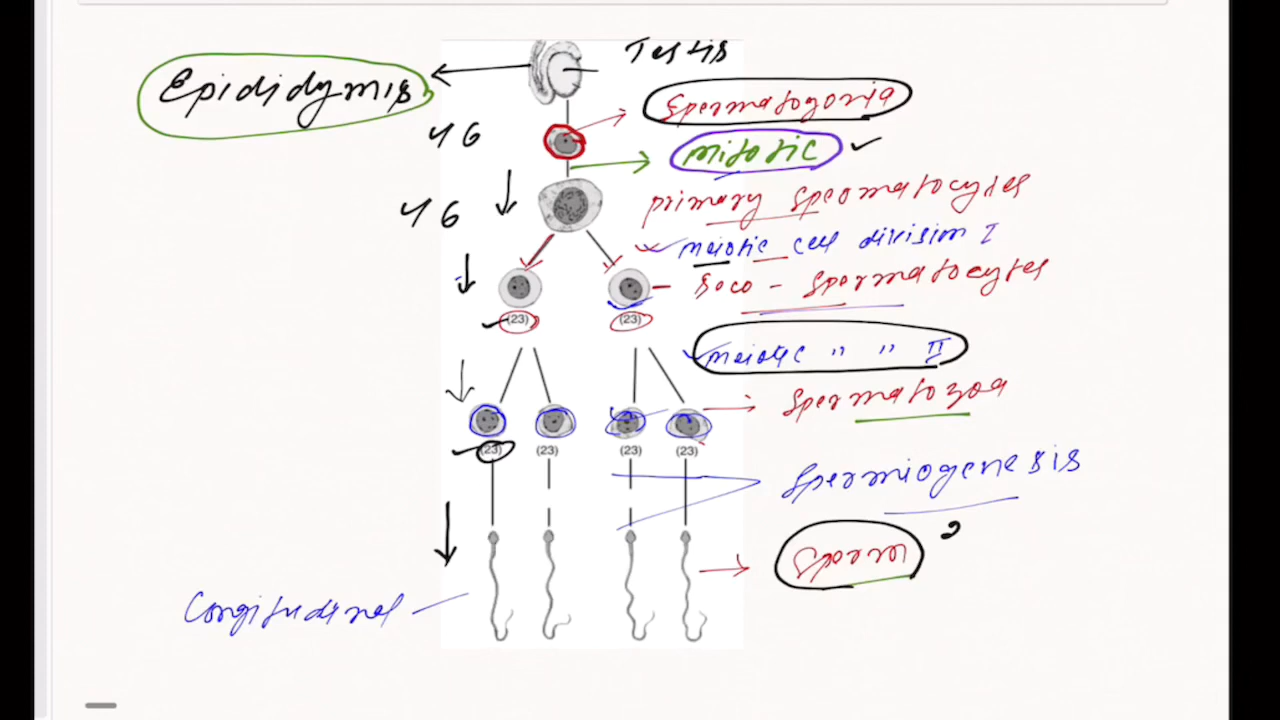 Testis
Epididymis
Spermatogonia
46
mitotic
46
primary spermatocytes
meiotic cell division I
Seco - spermatocytes
(23) (23)
meiotic " " II
spermatozoa
(23) (23) (23) (23)
Spermiogenesis
Sperm
Longitudinal